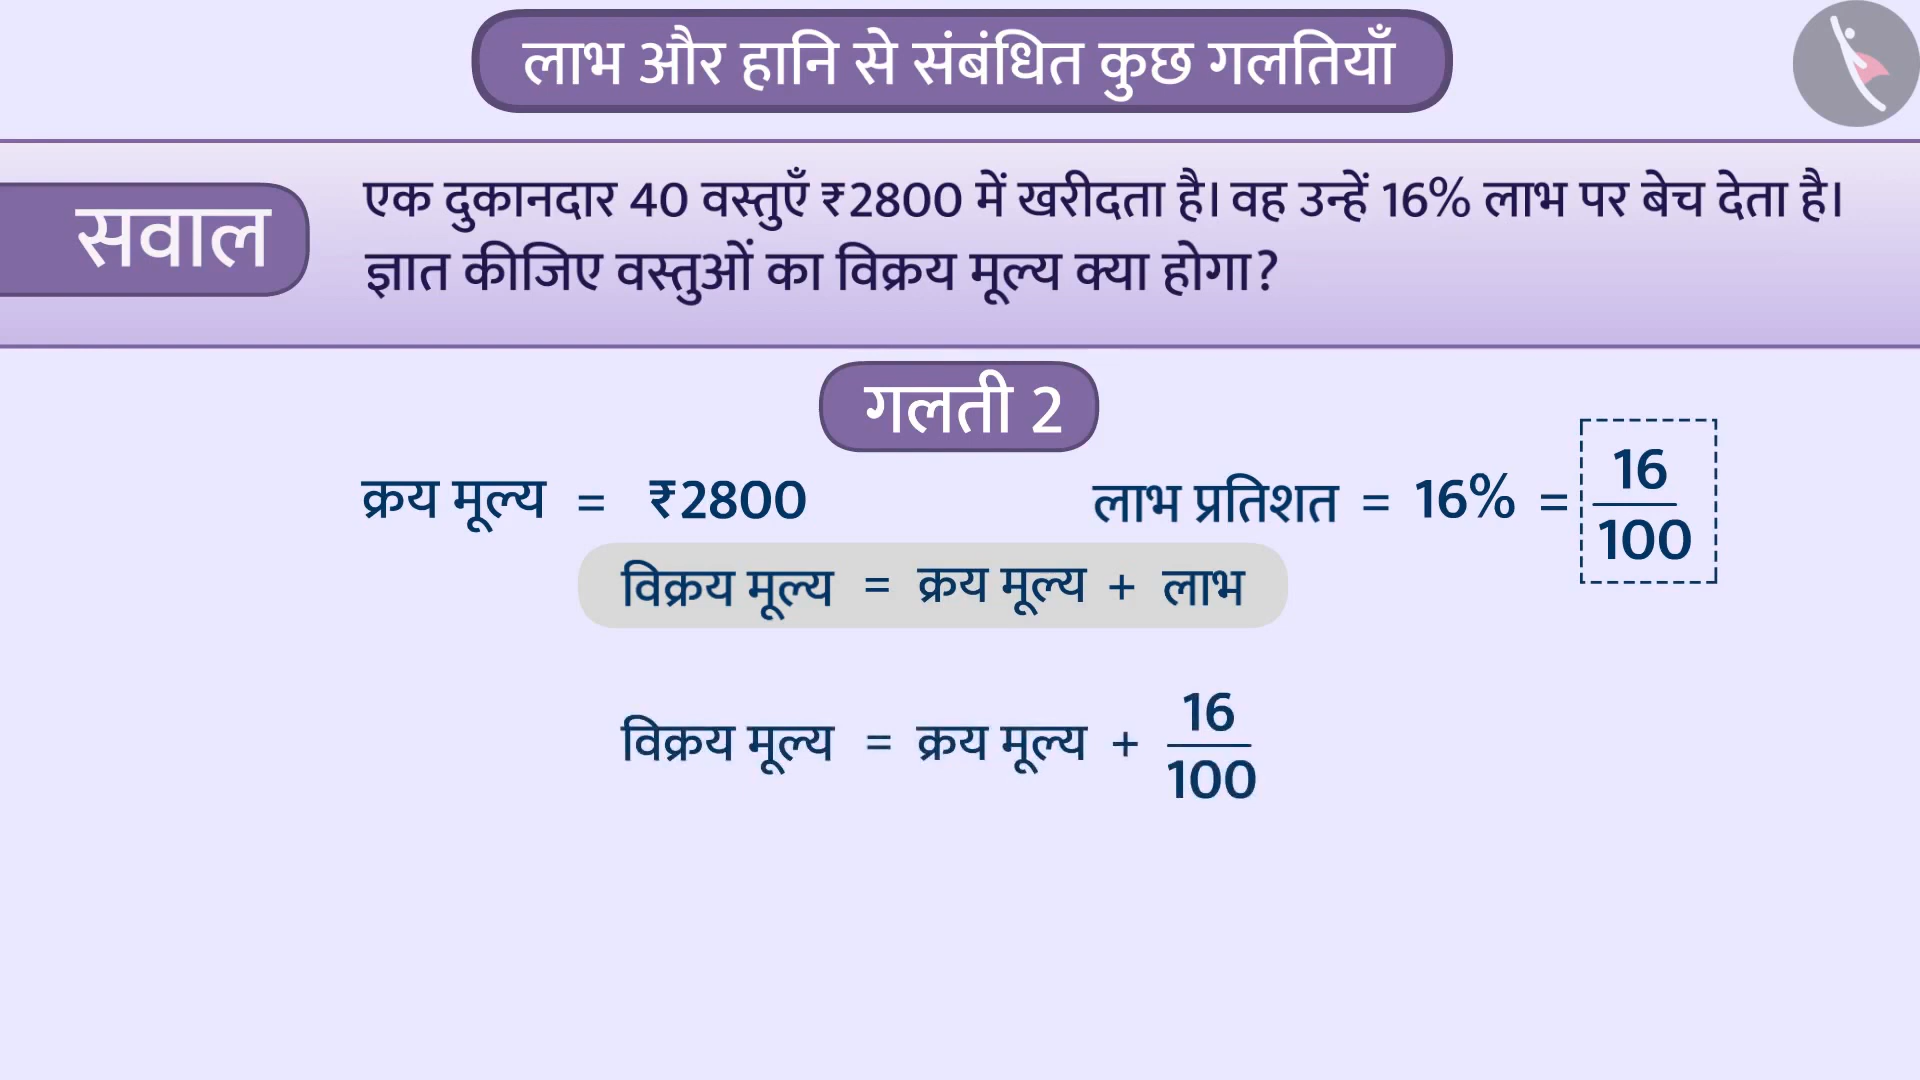 लाभ और हानि से संबंधित कुछ गलतियाँ
सवाल
एक दुकानदार 40 वस्तुएँ ₹2800 में खरीदता है। वह उन्हें 16% लाभ पर बेच देता है।
ज्ञात कीजिए वस्तुओं का विक्रय मूल्य क्या होगा?
गलती 2
क्रय मूल्य = ₹2800
लाभ प्रतिशत = 16% = 16/100
विक्रय मूल्य = क्रय मूल्य + लाभ
विक्रय मूल्य = क्रय मूल्य + 16/100